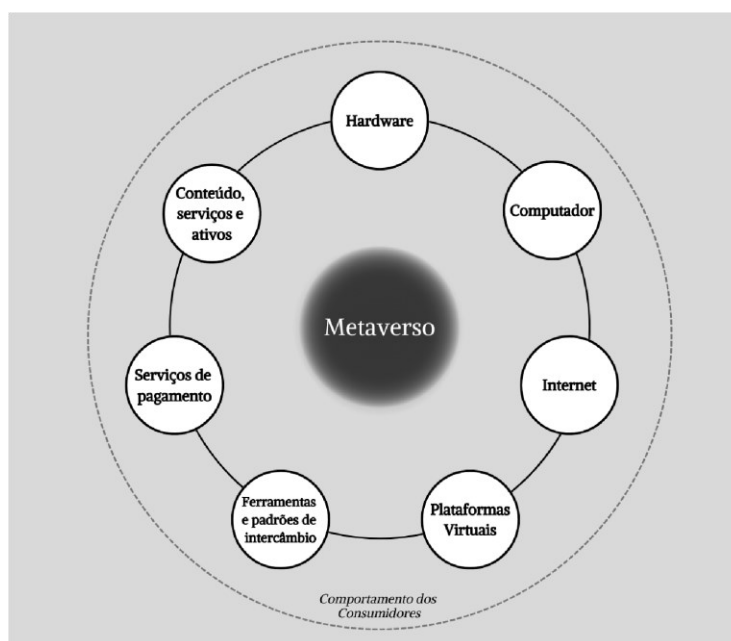 Hardware
Conteúdo,
serviços e
ativos
Computador
Metaverso
Serviços de
pagamento
Internet
Ferramentas
e padrões de
intercâmbio
Plataformas
Virtuais
Comportamento dos
Consumidores